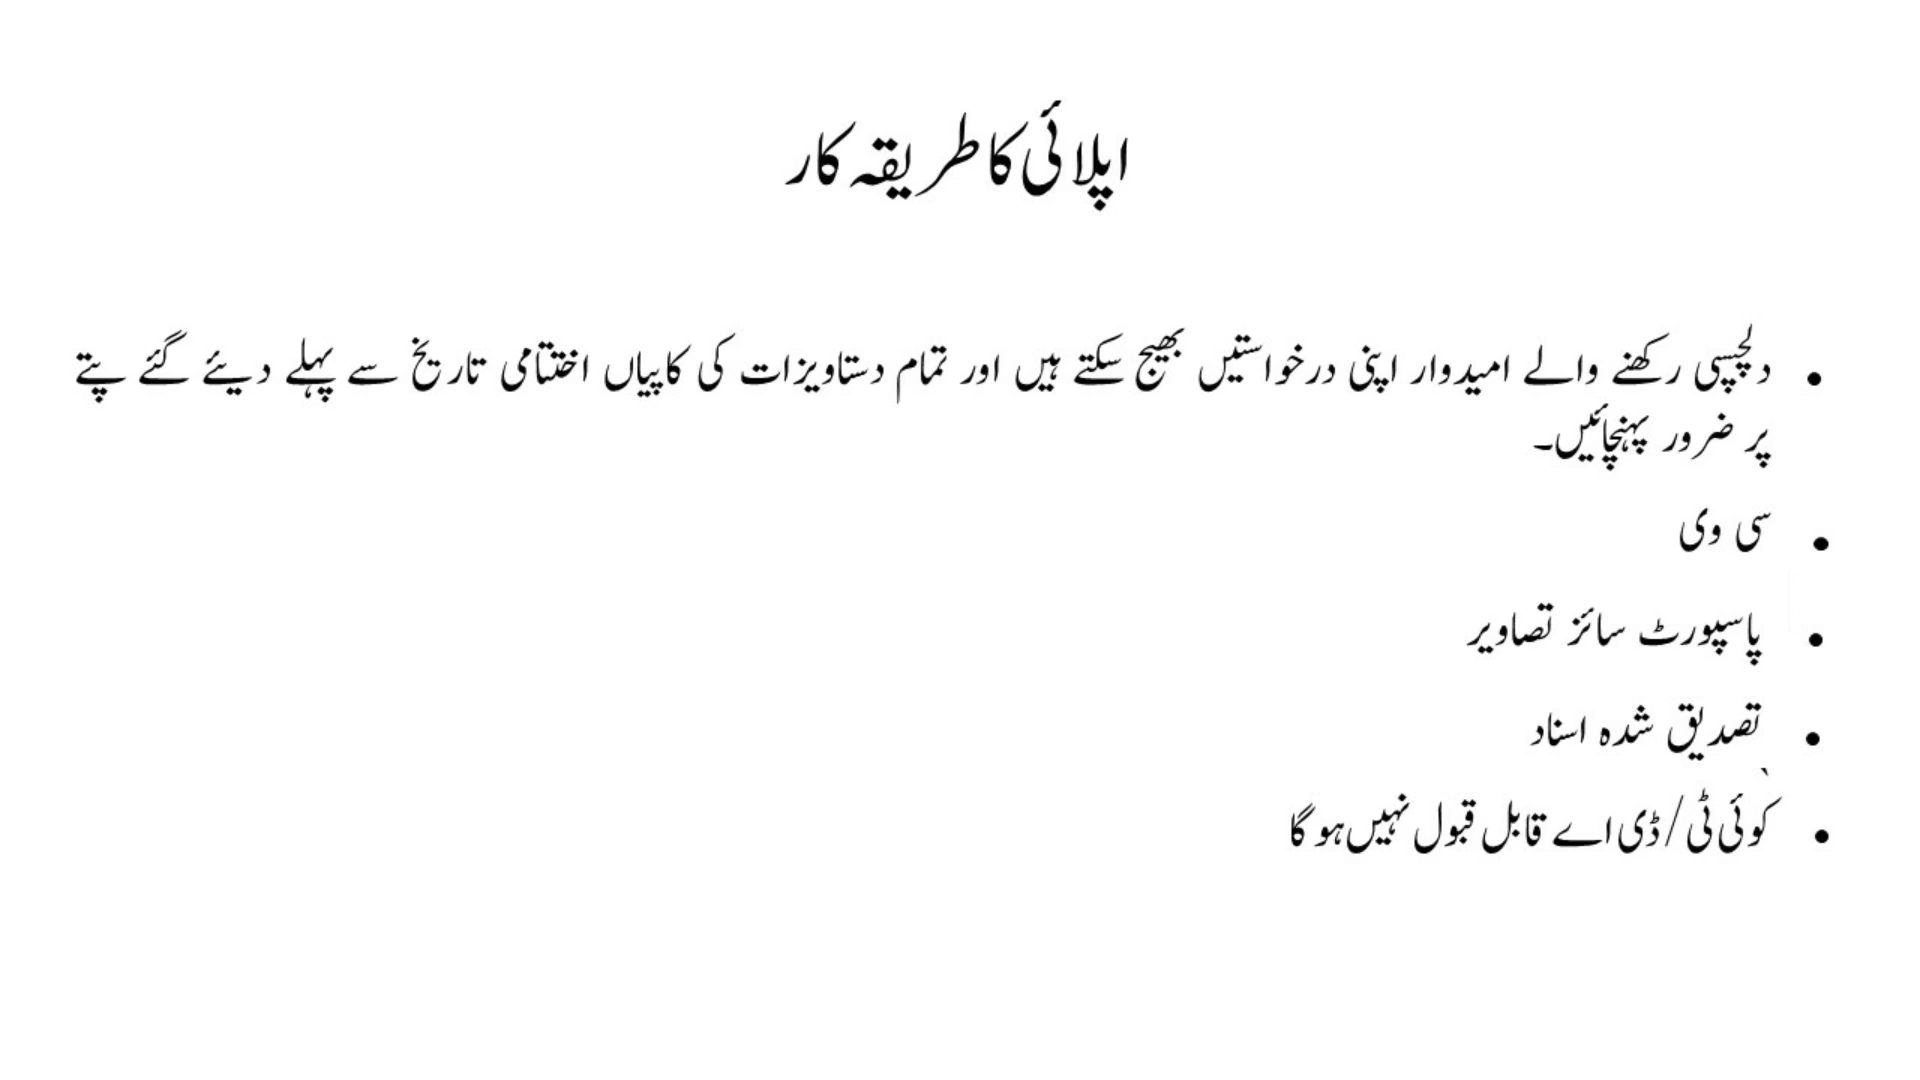 اپلائی کا طریقہ کار
• دلچسپی رکھنے والے امیدوار اپنی درخواستیں بھیج سکتے ہیں اور تمام دستاویزات کی کاپیاں اختتامی تاریخ سے پہلے دیئے گئے پتے
پر ضرور پہنچائیں۔
• سی وی
• پاسپورٹ سائز تصاویر
• تصدیق شدہ اسناد
• کوئی ٹی/ڈی اے قابل قبول نہیں ہو گا